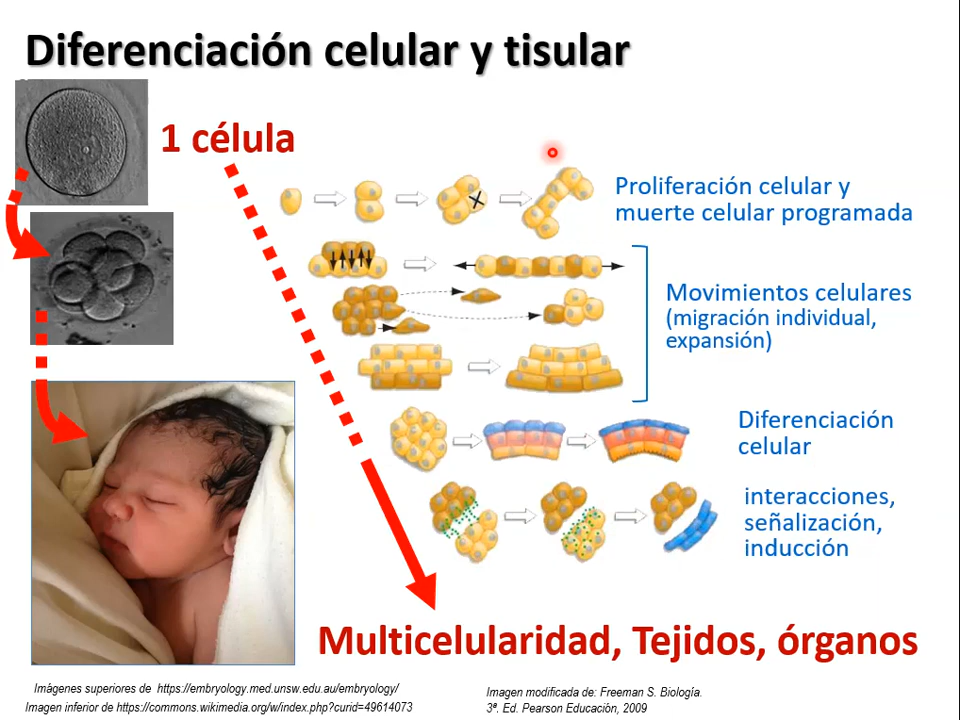 Diferenciación celular y tisular
1 célula
Proliferación celular y
muerte celular programada
Movimientos celulares
(migración individual,
expansión)
Diferenciación
celular
interacciones,
señalización,
inducción
Multicelularidad, Tejidos, órganos
Imágenes superiores de https://embryology.med.unsw.edu.au/embryology/
Imagen inferior de https://commons.wikimedia.org/w/index.php?curid=49614073
Imagen modificada de: Freeman S. Biología.
3ª. Ed. Pearson Educación, 2009